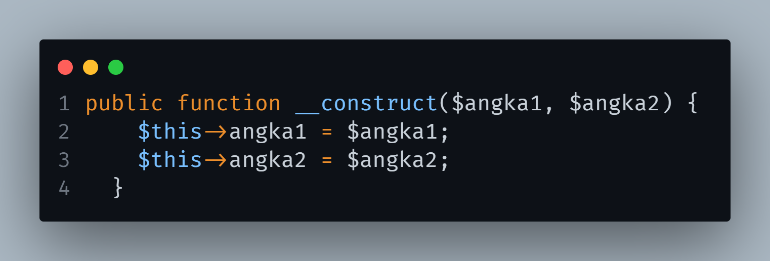 1 public function __construct($angka1, $angka2) {
2     $this->angka1 = $angka1;
3     $this->angka2 = $angka2;
4   }